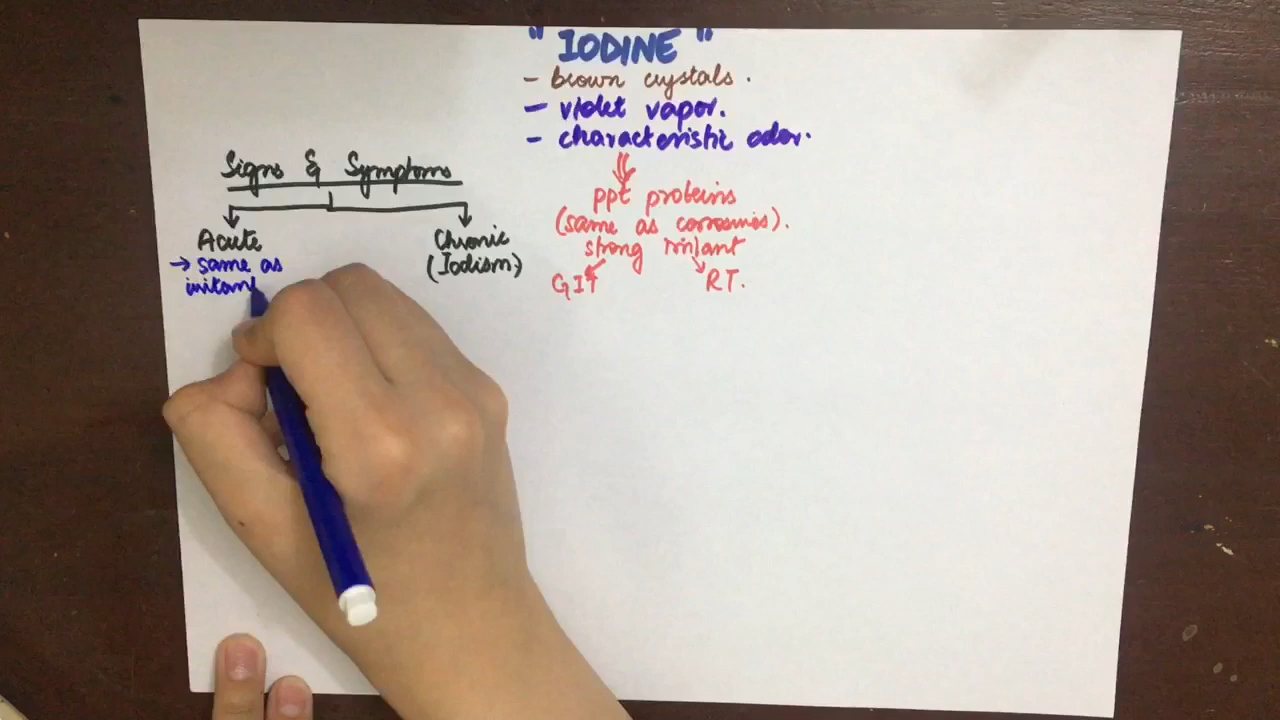 " IODINE "
- brown crystals.
- violet vapor.
- characteristic odor.
ppt proteins
(same as corrosives).
strong irritant
GIT RT.
Signs & Symptoms
Acute
→ same as
irritant
Chronic
(Iodism)